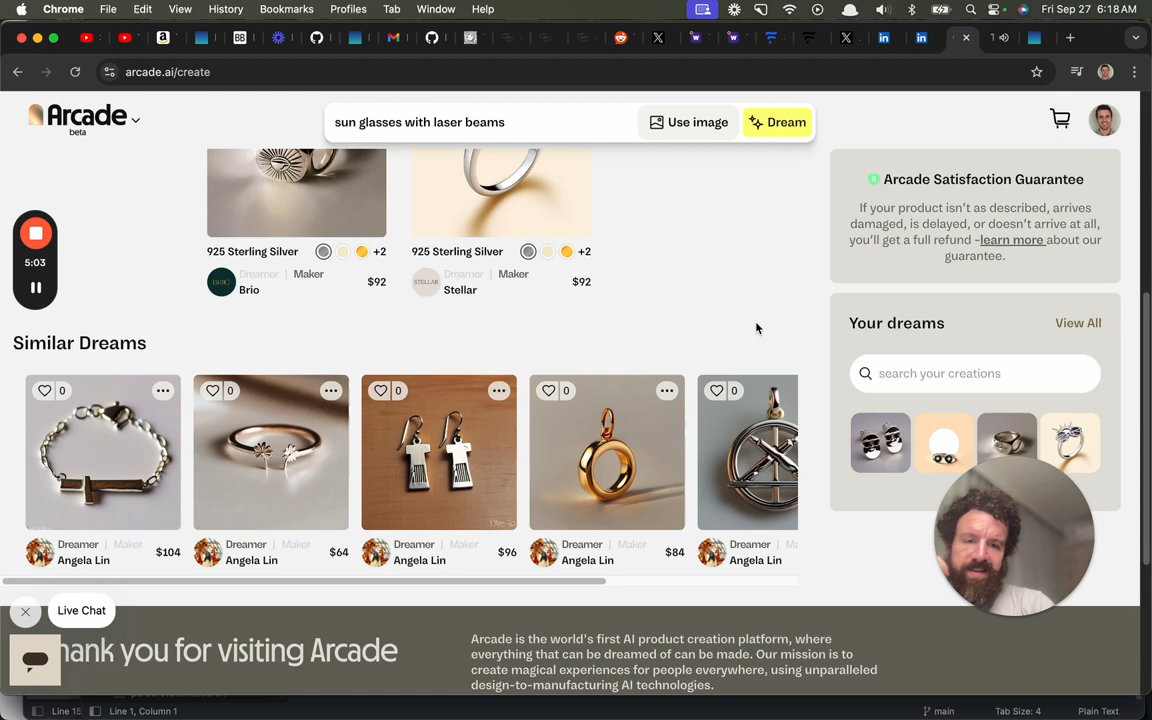 Chrome File Edit View History Bookmarks Profiles Tab Window Help Fri Sep 27 6:18 AM
arcade.ai/create
Arcade
beta
sun glasses with laser beams
Use image
Dream
5:03
925 Sterling Silver +2
Dreamer | Maker
Brio
$92
925 Sterling Silver +2
STELLAR
Dreamer | Maker
Stellar
$92
Similar Dreams
0
0
0
0
0
Dreamer | Maker
Angela Lin
$104
Dreamer | Maker
Angela Lin
$64
Dreamer | Maker
Angela Lin
$96
Dreamer | Maker
Angela Lin
$84
Dreamer | Ma
Angela Lin
Arcade Satisfaction Guarantee
If your product isn't as described, arrives
damaged, is delayed, or doesn't arrive at all,
you'll get a full refund -learn more about our
guarantee.
Your dreams
View All
search your creations
Live Chat
hank you for visiting Arcade
Arcade is the world's first AI product creation platform, where
everything that can be dreamed of can be made. Our mission is to
create magical experiences for people everywhere, using unparalleled
design-to-manufacturing AI technologies.
Line 15
Line 1, Column 1
main
Tab Size: 4
Plain Text